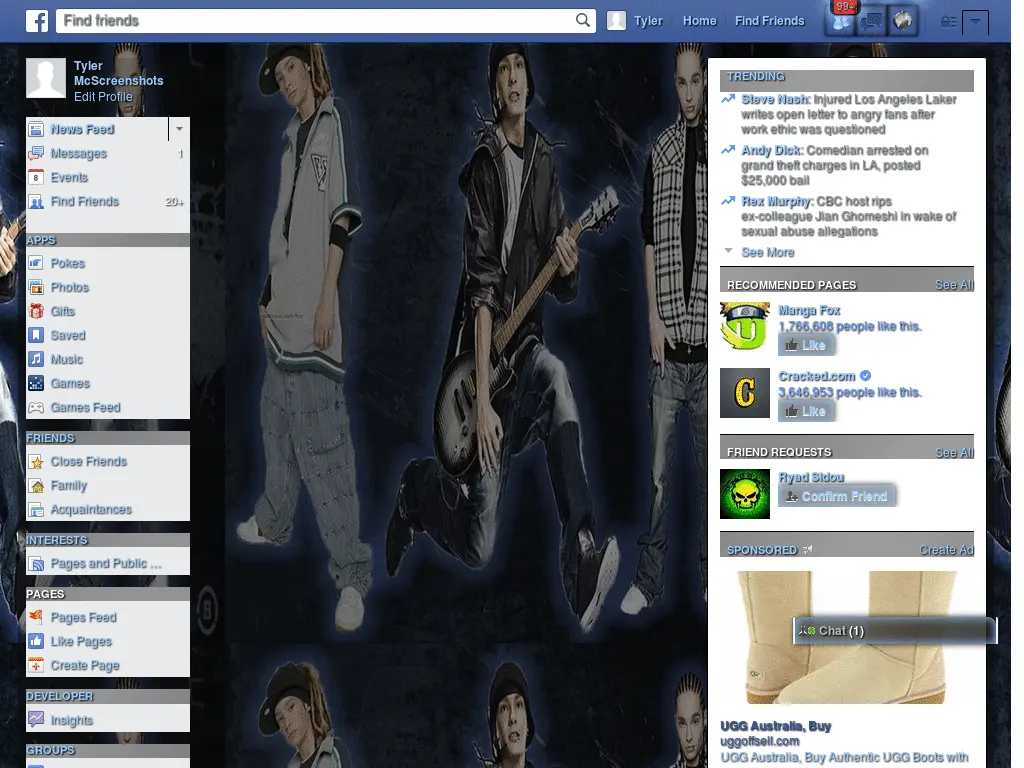 Find friends
Tyler
Home
Find Friends
99+
Tyler
McScreenshots
Edit Profile
News Feed
Messages 1
8
Events
Find Friends 20+
APPS
Pokes
Photos
Gifts
Saved
Music
Games
Games Feed
FRIENDS
Close Friends
Family
Acquaintances
INTERESTS
Pages and Public ...
PAGES
Pages Feed
Like Pages
Create Page
DEVELOPER
Insights
GROUPS
TRENDING
Steve Nash: Injured Los Angeles Laker
writes open letter to angry fans after
work ethic was questioned
Andy Dick: Comedian arrested on
grand theft charges in LA, posted
$25,000 bail
Rex Murphy: CBC host rips
ex-colleague Jian Ghomeshi in wake of
sexual abuse allegations
See More
RECOMMENDED PAGES See All
Manga Fox
1,766,608 people like this.
Like
Cracked.com
3,646,953 people like this.
Like
FRIEND REQUESTS See All
Ryad Sidou
Confirm Friend
SPONSORED Create Ad
Chat (1)
UGG Australia, Buy
uggoffsell.com
UGG Australia, Buy Authentic UGG Boots with